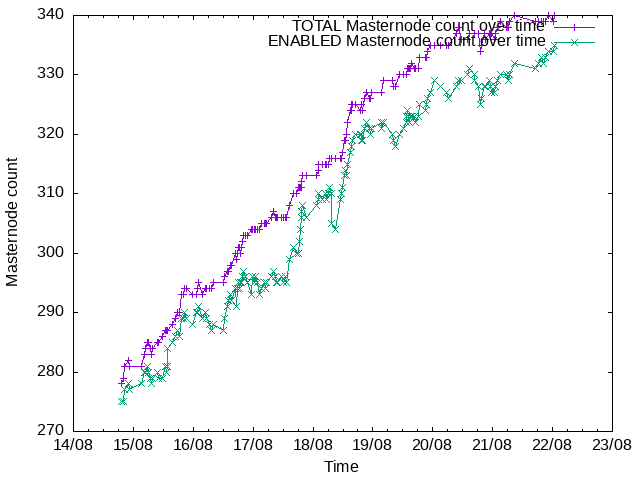 340
TOTAL Masternode count over time
ENABLED Masternode count over time
330
320
310
300
290
280
270
Masternode count
14/08 15/08 16/08 17/08 18/08 19/08 20/08 21/08 22/08 23/08
Time